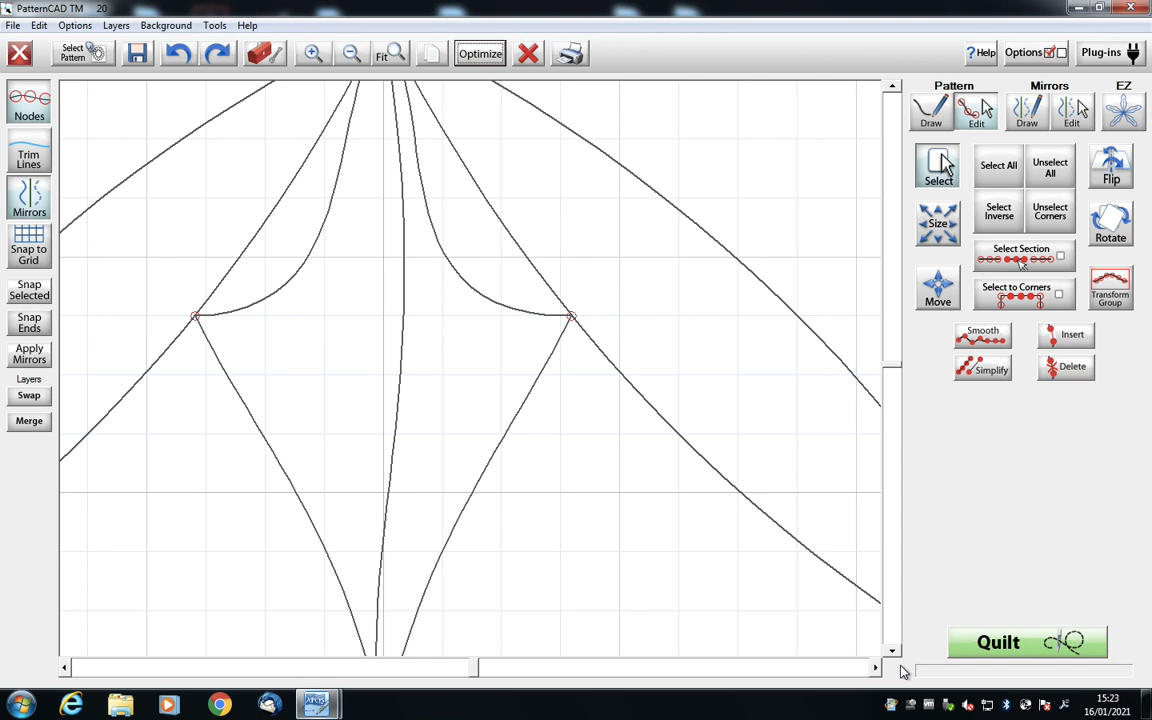 PatternCAD TM 20
File Edit Options Layers Background Tools Help
Select Pattern
Fit
Optimize
?Help
Options
Plug-ins
Nodes
Trim Lines
Mirrors
Snap to Grid
Snap Selected
Snap Ends
Apply Mirrors
Layers
Swap
Merge
Pattern Mirrors EZ
Draw Edit Draw Edit
Select
Select All
Unselect All
Flip
Size
Select Inverse
Unselect Corners
Rotate
Select Section
Move
Select to Corners
Transform Group
Smooth
Insert
Simplify
Delete
Quilt
15:23
16/01/2021